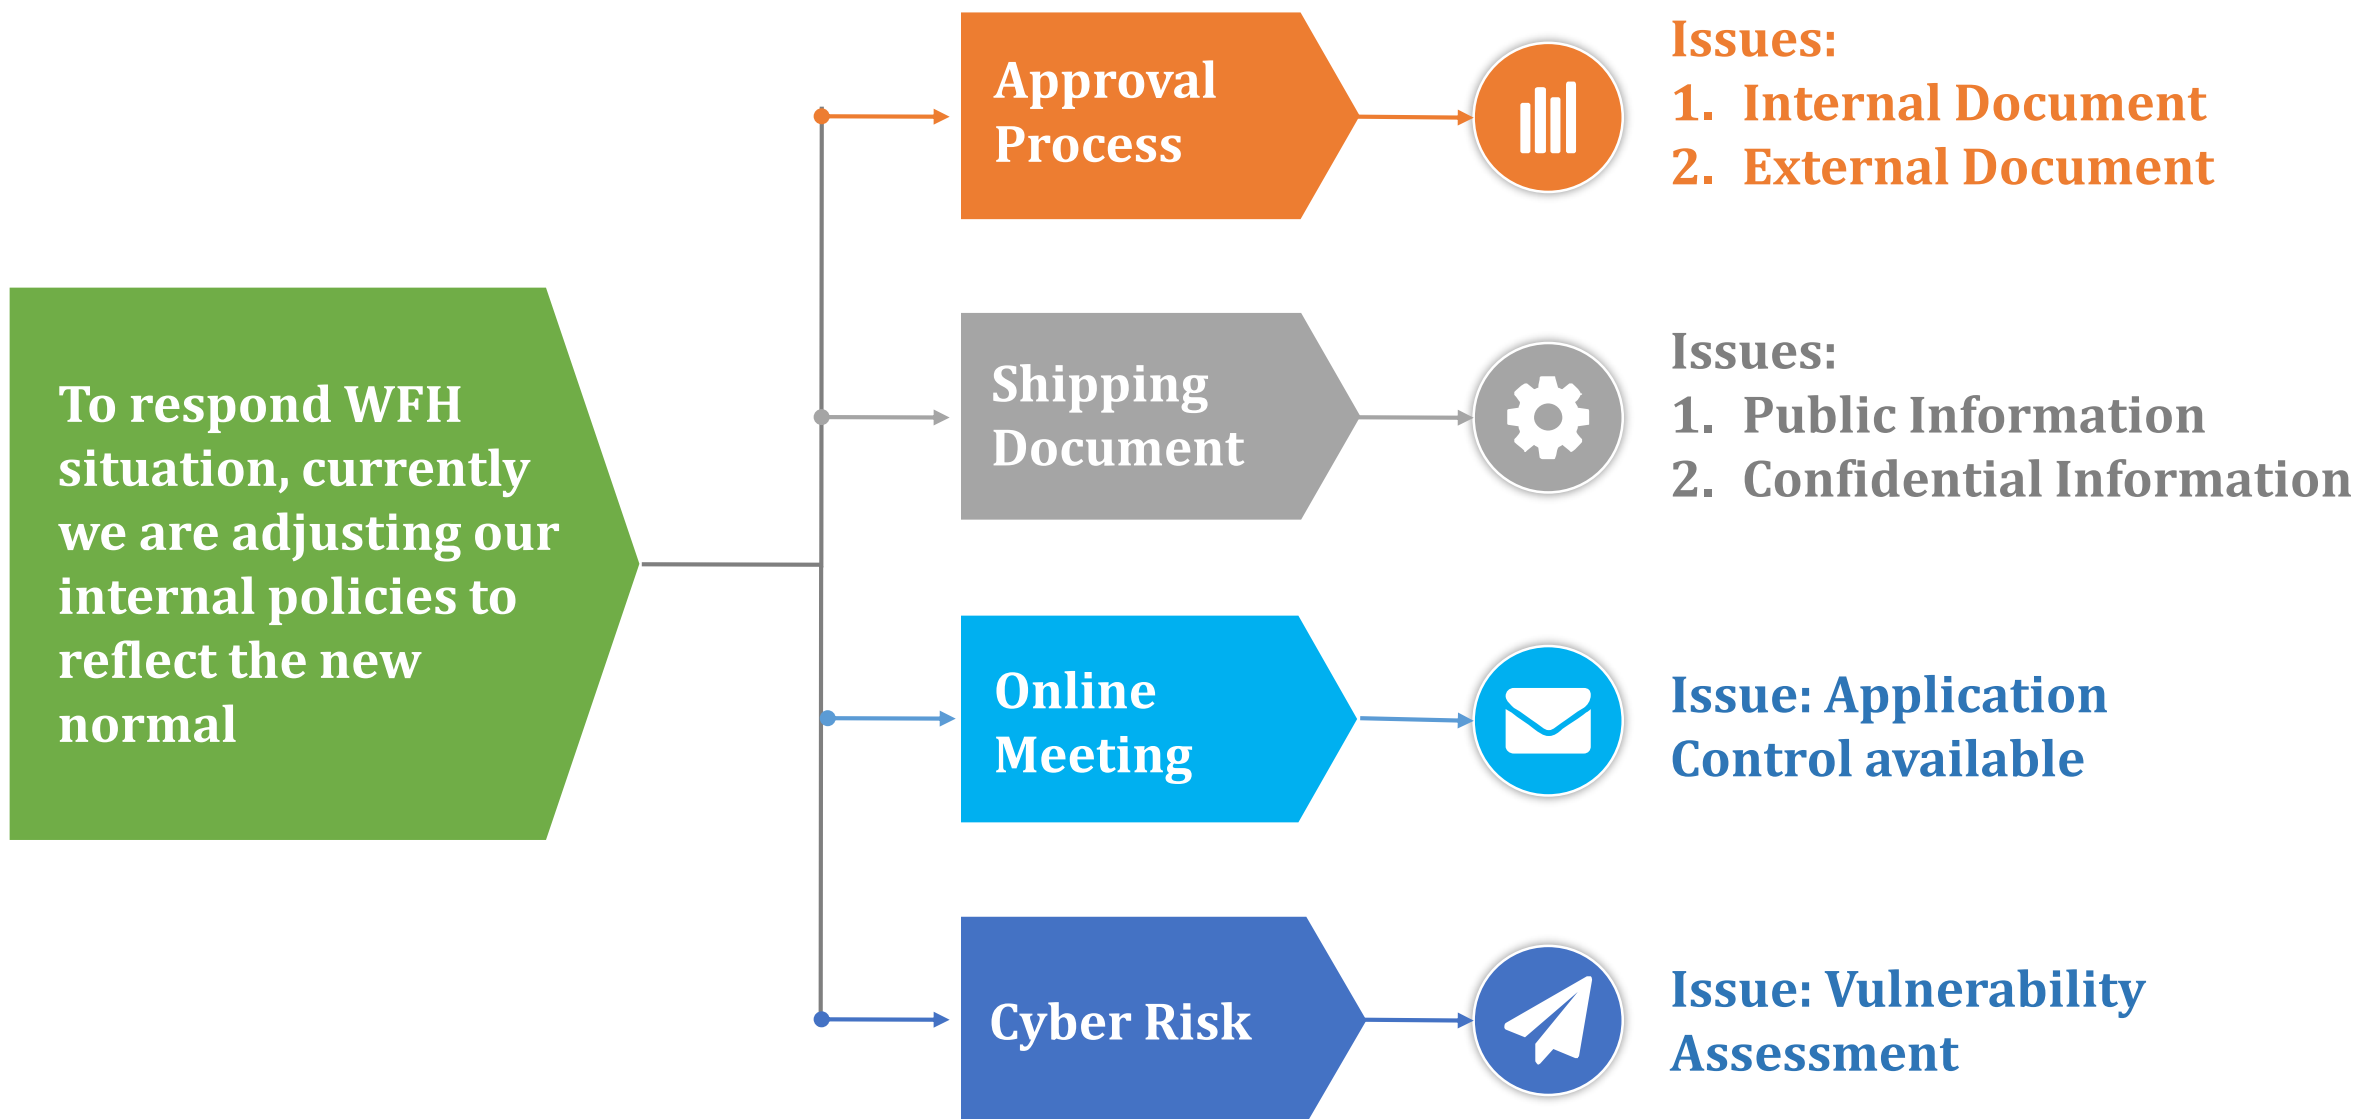 To respond WFH
situation, currently
we are adjusting our
internal policies to
reflect the new
normal
Approval
Process
Issues:
1. Internal Document
2. External Document
Shipping
Document
Issues:
1. Public Information
2. Confidential Information
Online
Meeting
Issue: Application
Control available
Cyber Risk
Issue: Vulnerability
Assessment